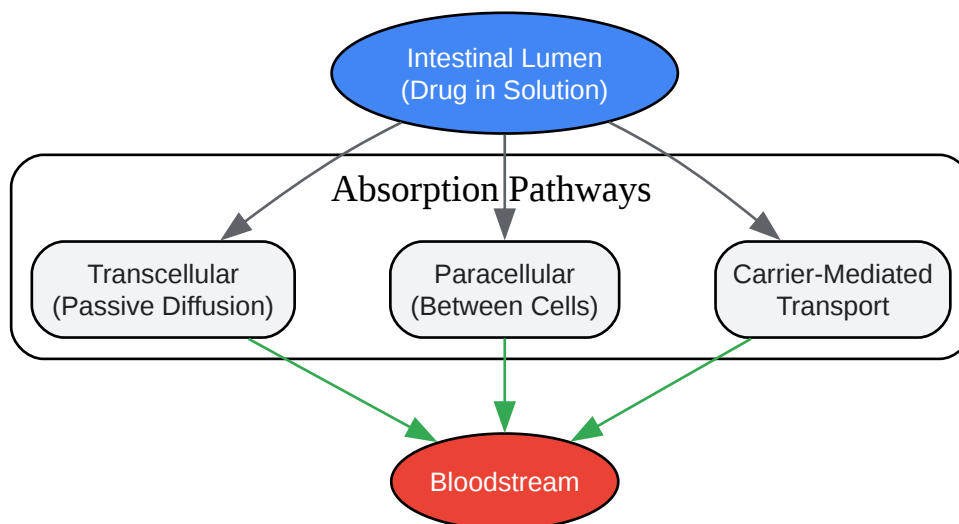 Intestinal Lumen
(Drug in Solution)
Absorption Pathways
Transcellular
(Passive Diffusion)
Paracellular
(Between Cells)
Carrier-Mediated
Transport
Bloodstream